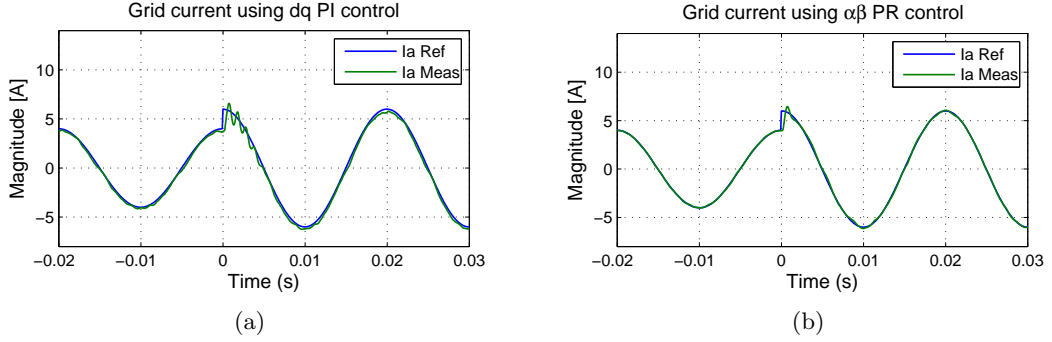 Grid current using dq PI control
Ia Ref
Ia Meas
Magnitude [A]
10
5
0
−5
−0.02
−0.01
0
0.01
0.02
0.03
Time (s)
(a)
Grid current using αβ PR control
Ia Ref
Ia Meas
Magnitude [A]
10
5
0
−5
−0.02
−0.01
0
0.01
0.02
0.03
Time (s)
(b)